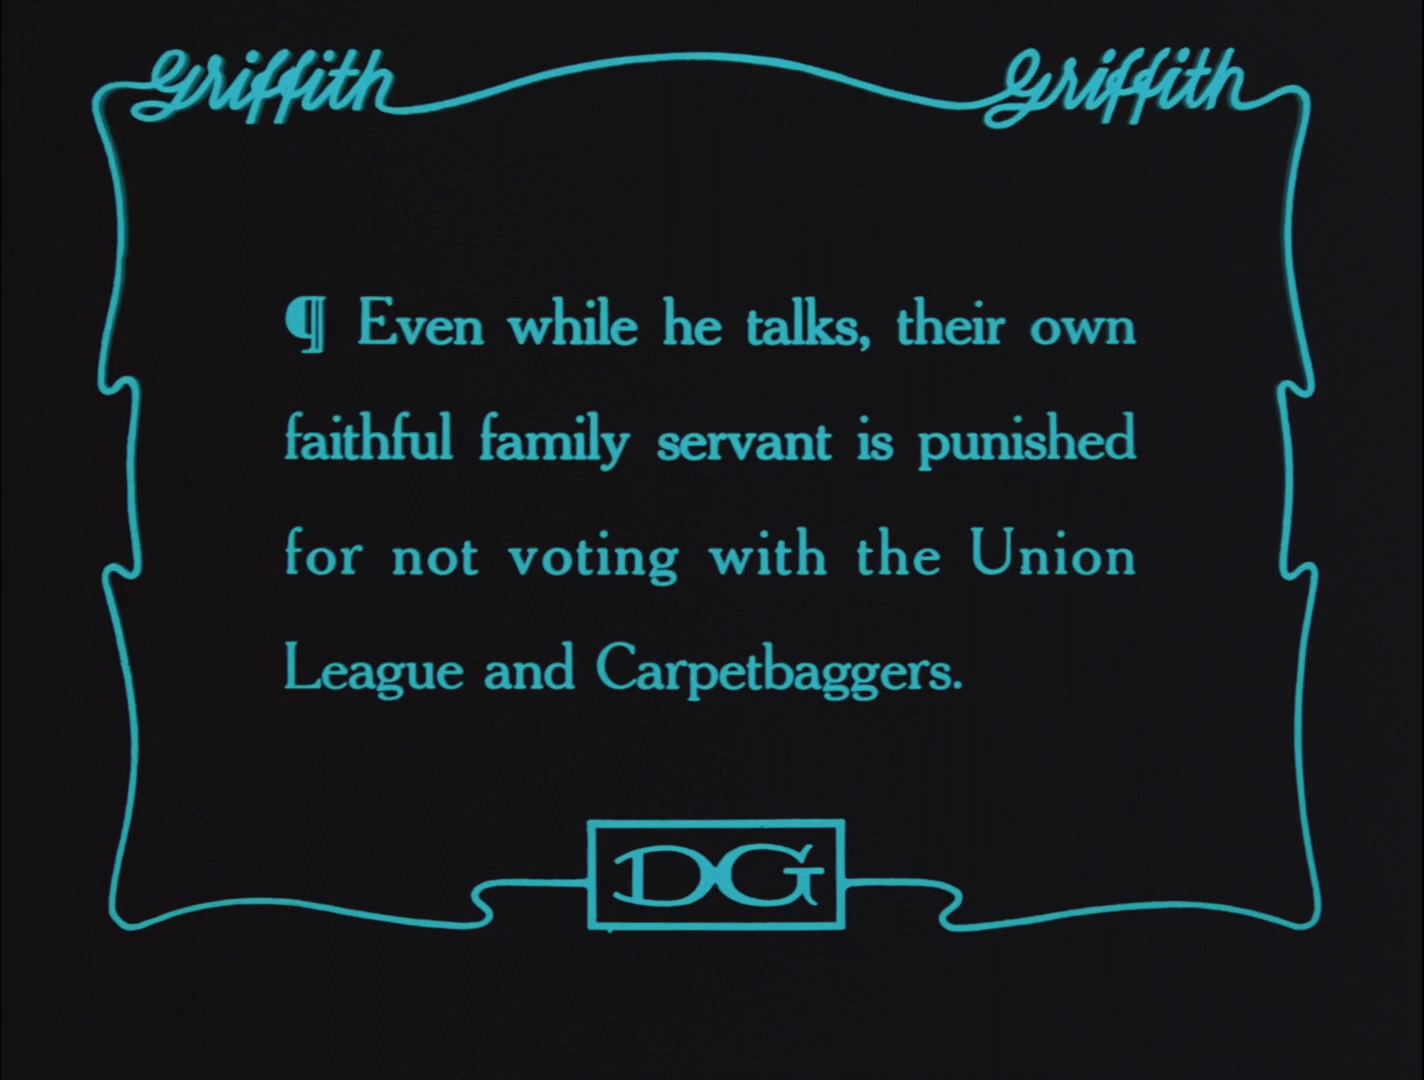 Griffith Griffith
¶ Even while he talks, their own
faithful family servant is punished
for not voting with the Union
League and Carpetbaggers.
DG